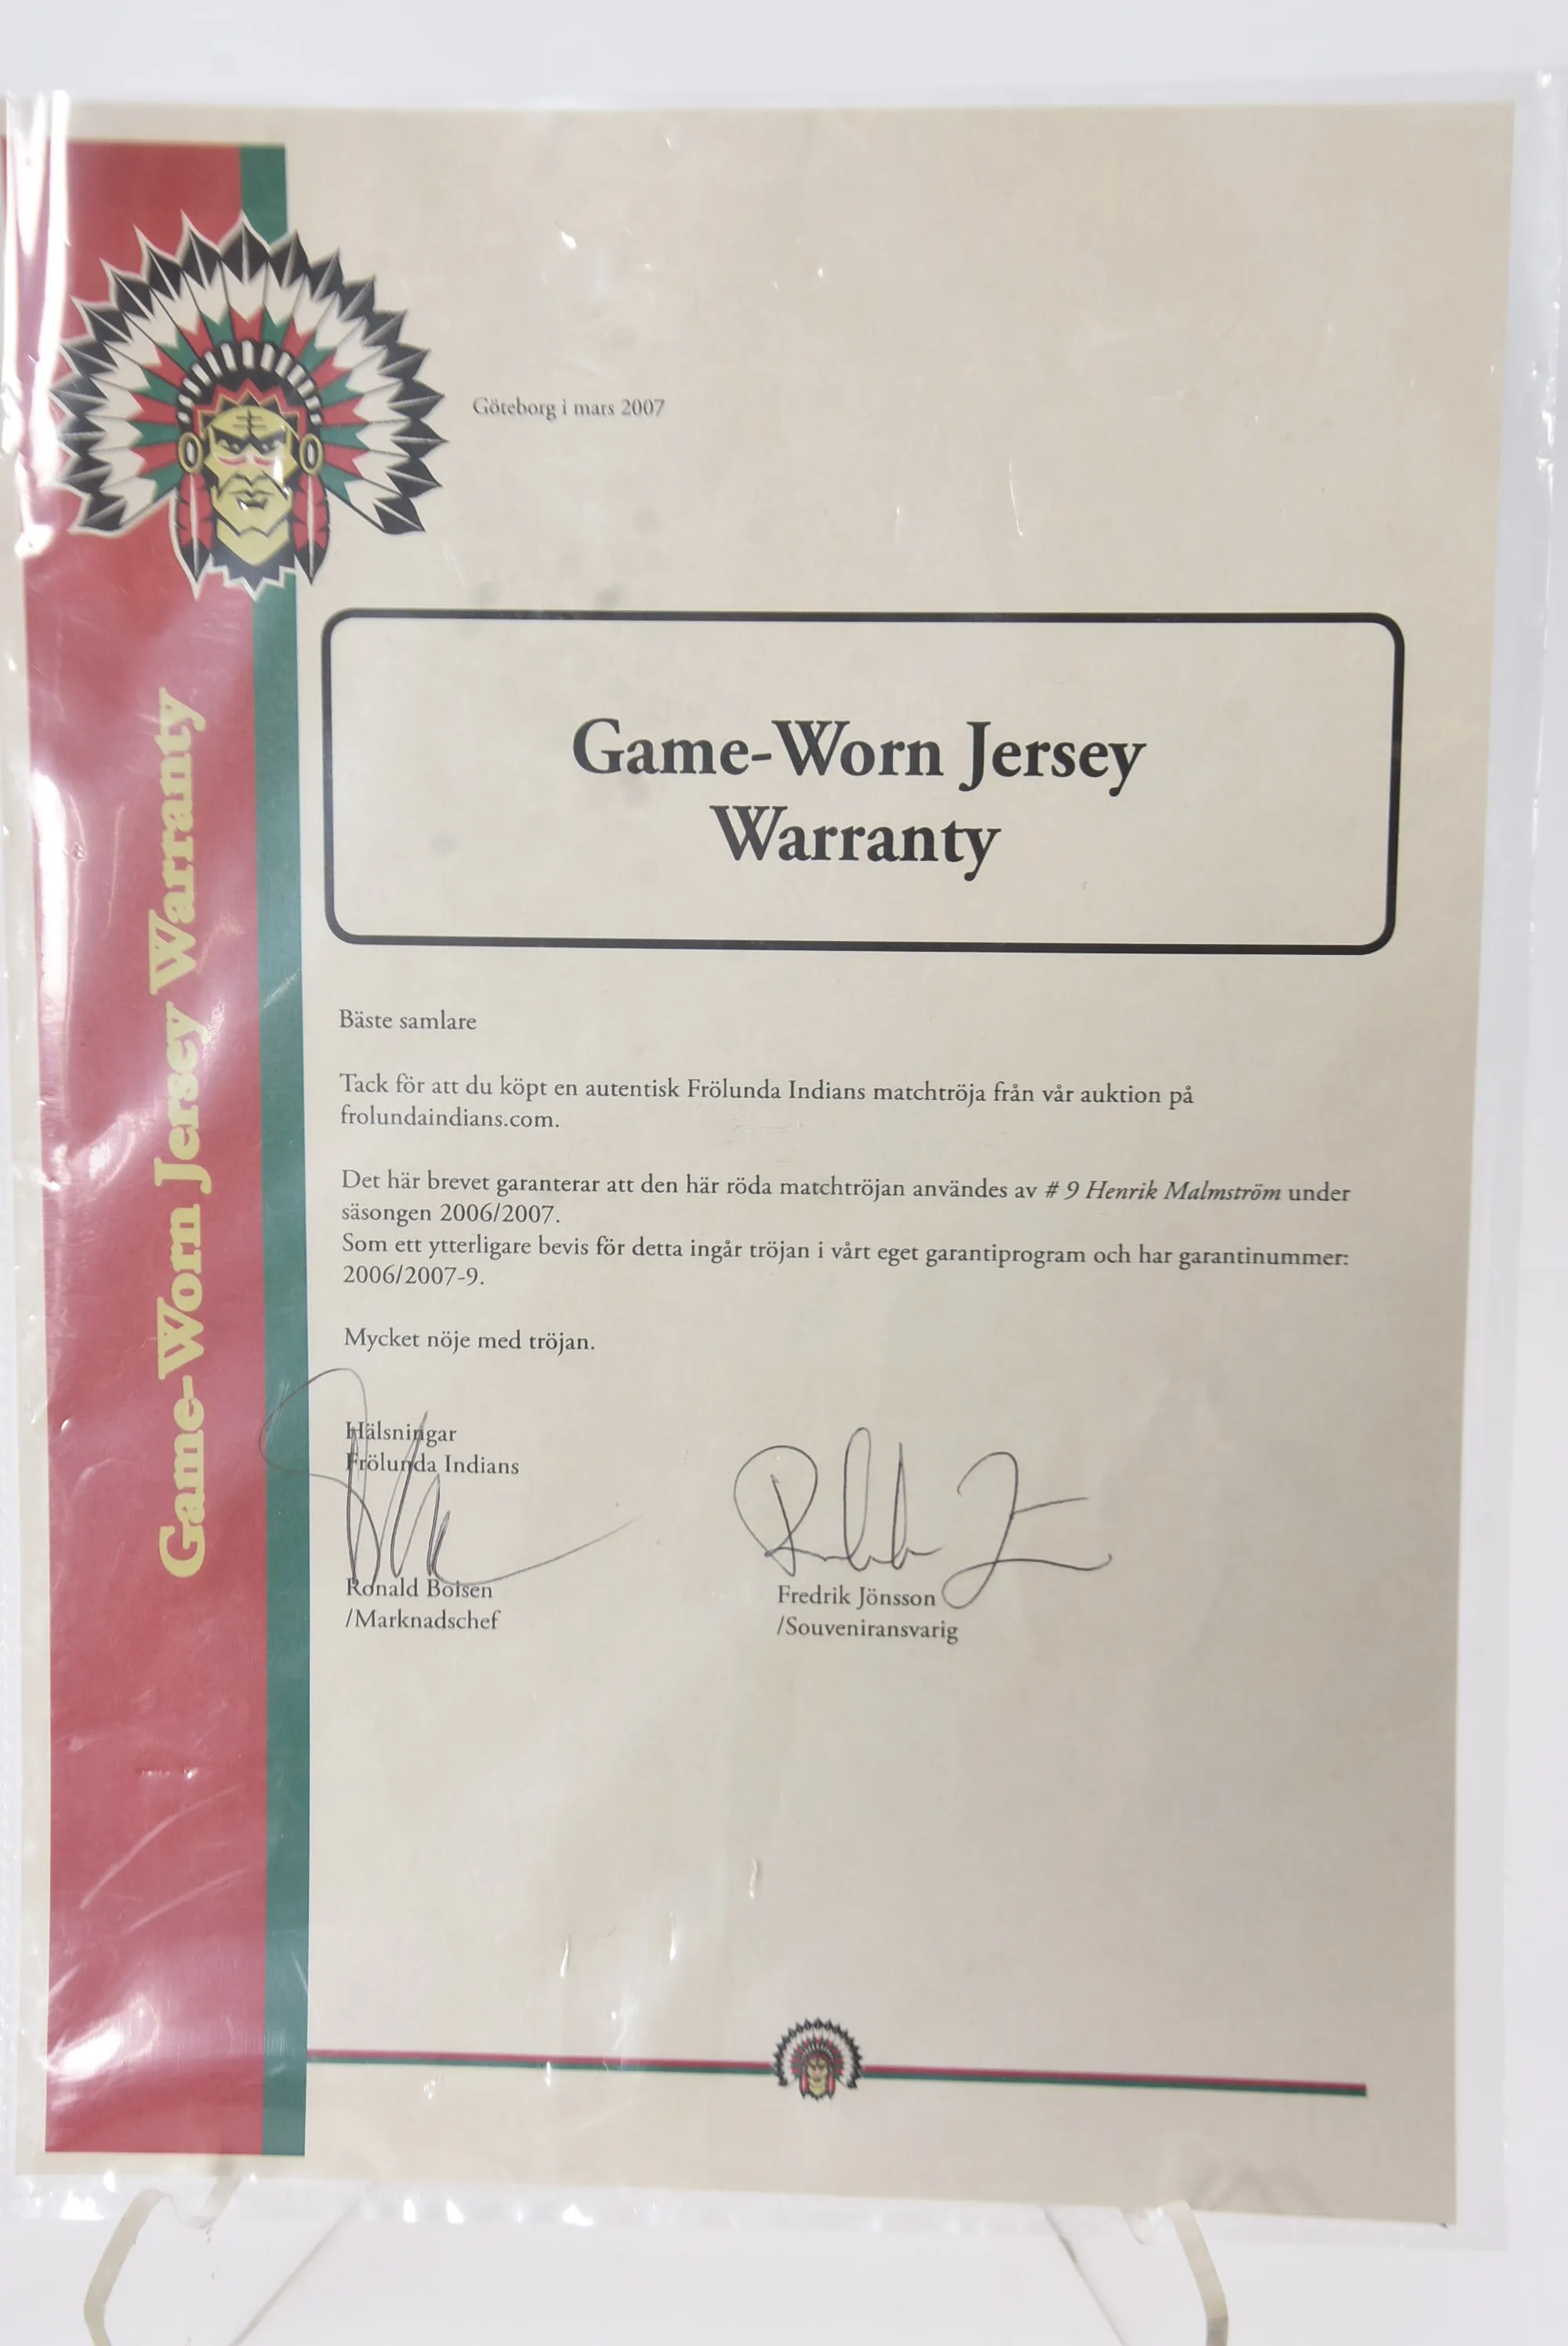 Göteborg i mars 2007
Game-Worn Jersey
Warranty
Game-Worn Jersey Warranty
Bäste samlare
Tack för att du köpt en autentisk Frölunda Indians matchtröja från vår auktion på
frolundaindians.com.
Det här brevet garanterar att den här röda matchtröjan användes av # 9 Henrik Malmström under
säsongen 2006/2007.
Som ett ytterligare bevis för detta ingår tröjan i vårt eget garantiprogram och har garantinummer:
2006/2007-9.
Mycket nöje med tröjan.
Hälsningar
Frölunda Indians
Ronald Boisen
/Marknadschef
Fredrik Jönsson
/Souveniransvarig